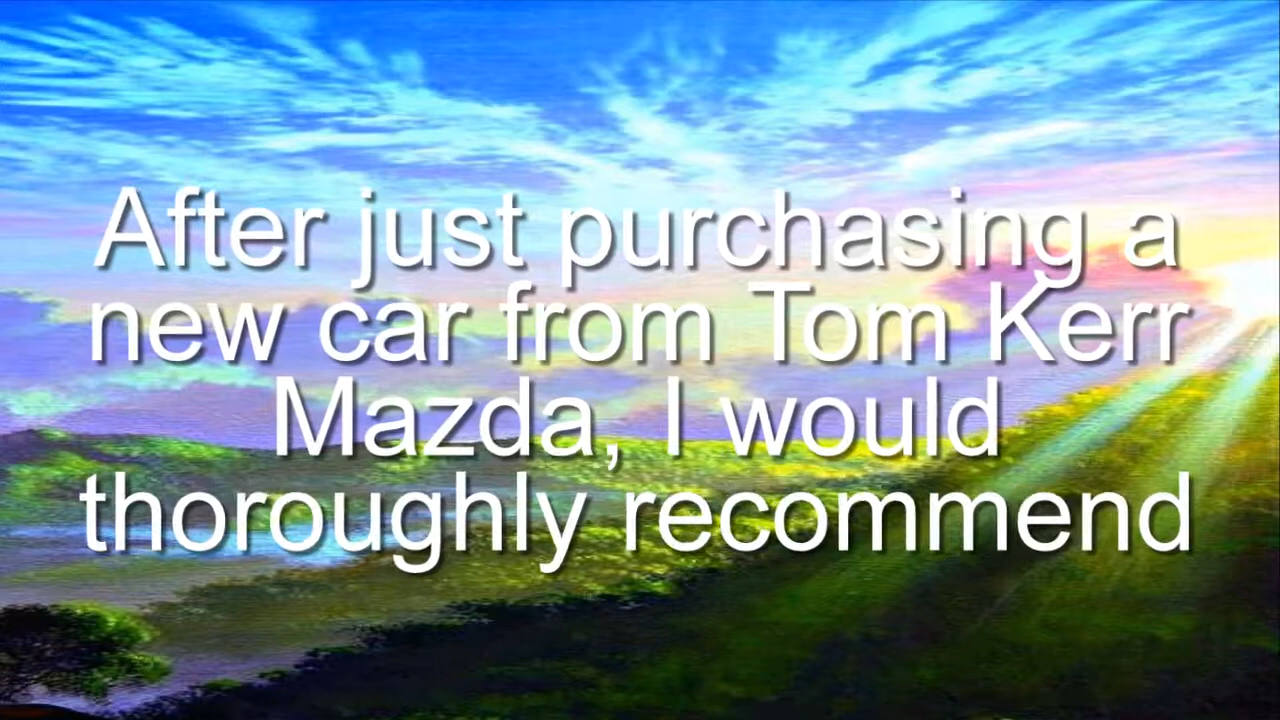 After just purchasing a
new car from Tom Kerr
Mazda, I would
thoroughly recommend